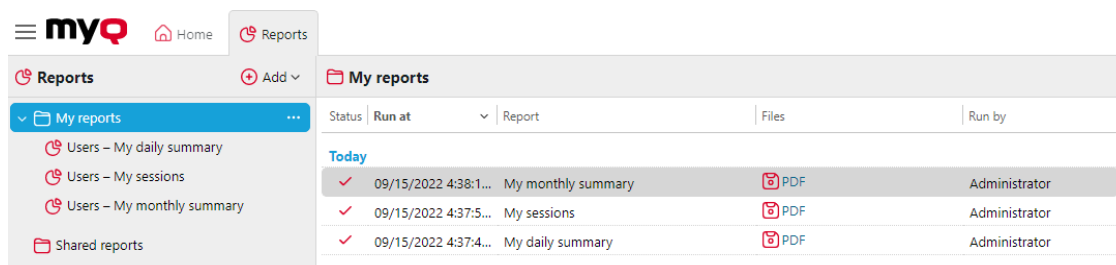 myQ Home Reports
Reports Add My reports
My reports ... Status Run at Report Files Run by
Users – My daily summary
Today
Users – My sessions
09/15/2022 4:38:1... My monthly summary PDF Administrator
Users – My monthly summary
09/15/2022 4:37:5... My sessions PDF Administrator
Shared reports
09/15/2022 4:37:4... My daily summary PDF Administrator